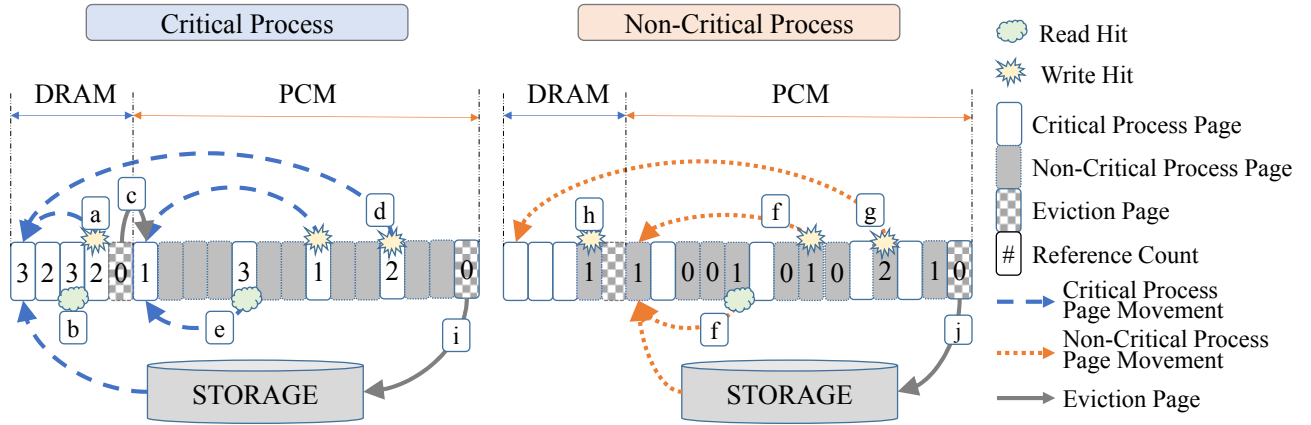 Critical Process
Non-Critical Process
Read Hit
Write Hit
DRAM
PCM
DRAM
PCM
Critical Process Page
Non-Critical Process Page
Eviction Page
# Reference Count
Critical Process
Page Movement
Non-Critical Process
Page Movement
Eviction Page
c
a
d
3 2 3 2 0 1 3 1 2 0
b
e
i
STORAGE
h
f
g
1 1 0 0 1 0 1 0 2 1 0
f
j
STORAGE